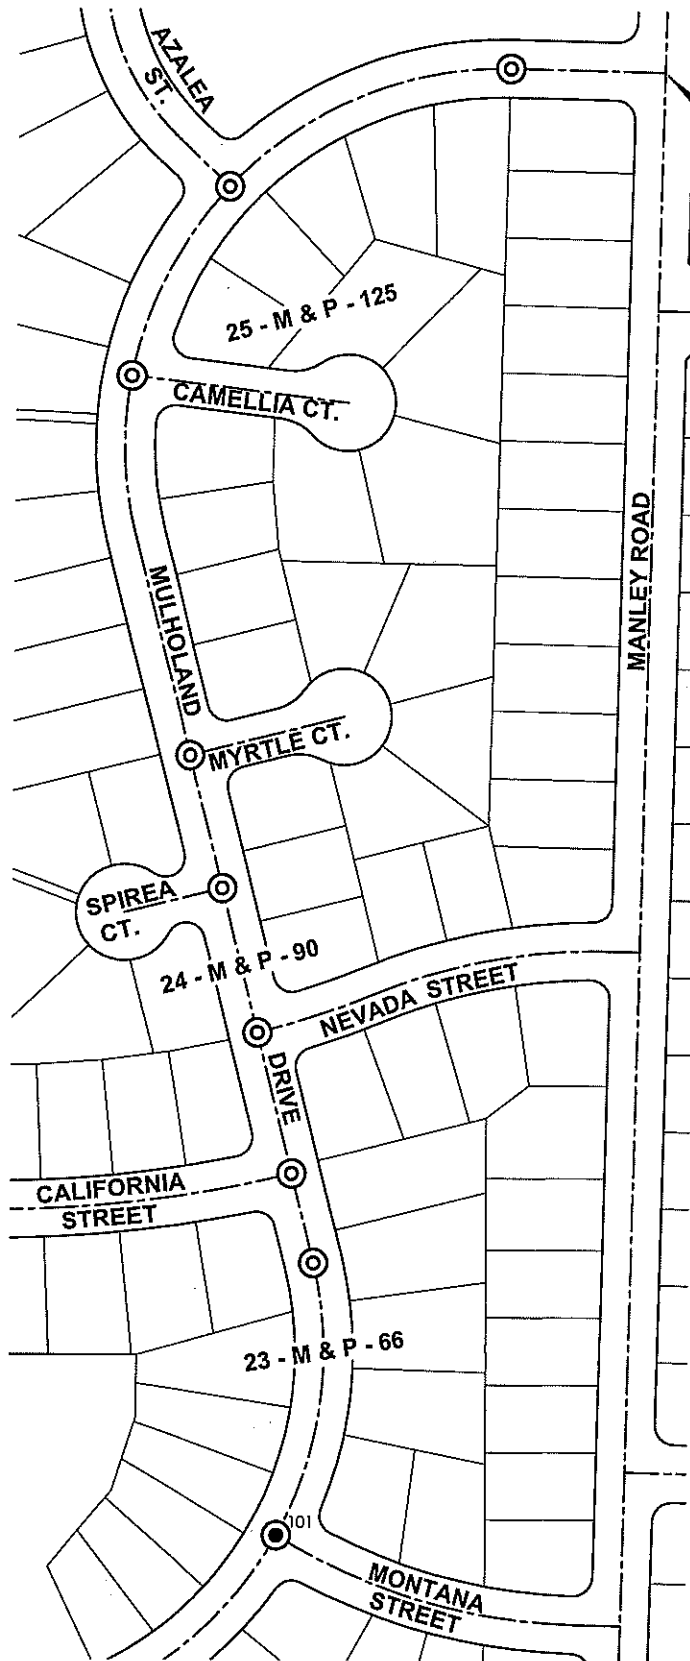 AZALEA
ST.
25 - M & P - 125
CAMELLIA CT.
MANLEY ROAD
MULHOLAND
MYRTLE CT.
SPIREA
CT.
24 - M & P - 90
NEVADA STREET
DRIVE
CALIFORNIA
STREET
23 - M & P - 66
101
MONTANA
STREET